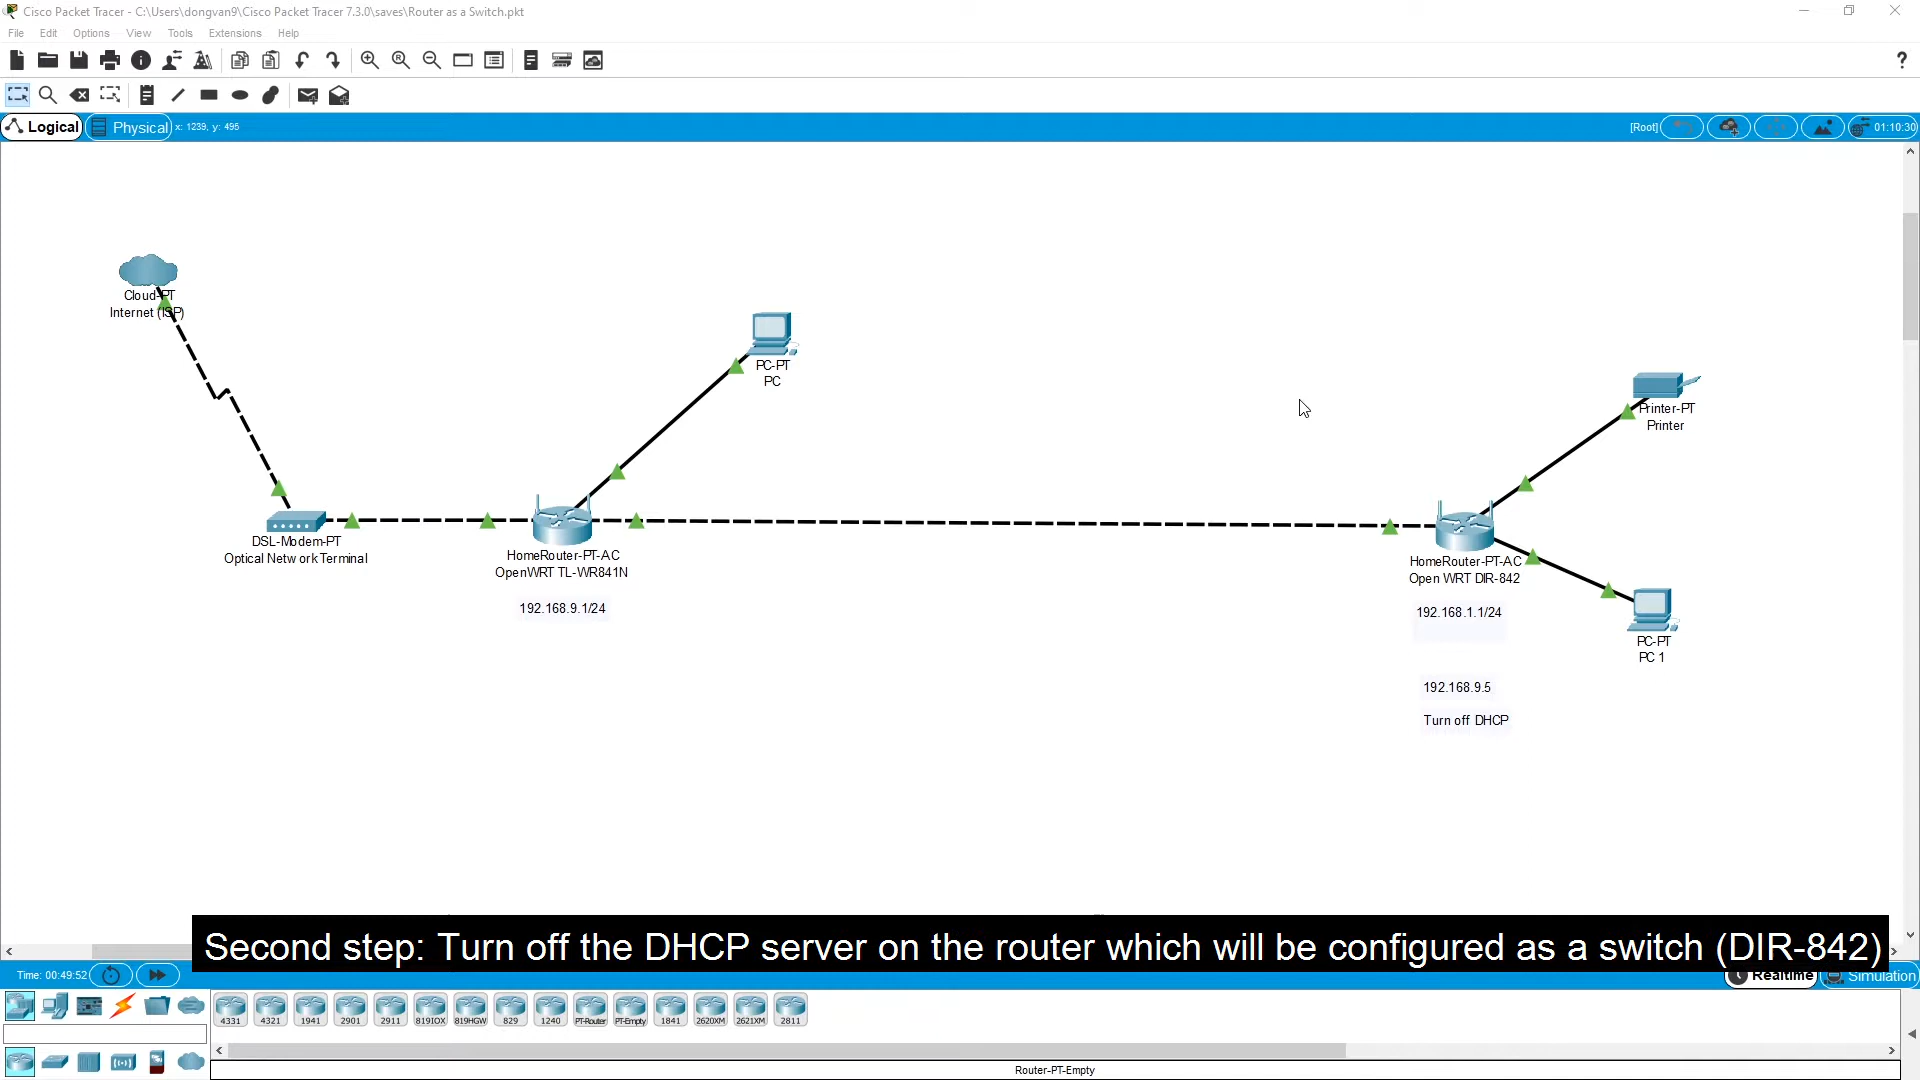 Cisco Packet Tracer - C:\Users\dongvan9\Cisco Packet Tracer 7.3.0\saves\Router as a Switch.pkt
File Edit Options View Tools Extensions Help
?
Logical Physical x: 1239, y: 495 [Root] 01:10:30
Cloud-PT
Internet (ISP)
PC-PT
PC
Printer-PT
Printer
DSL-Modem-PT
Optical Network Terminal
HomeRouter-PT-AC
OpenWRT TL-WR841N
192.168.9.1/24
HomeRouter-PT-AC
Open WRT DIR-842
192.168.1.1/24
PC-PT
PC 1
192.168.9.5
Turn off DHCP
Second step: Turn off the DHCP server on the router which will be configured as a switch (DIR-842)
Time: 00:49:52 Realtime Simulation
4331 4321 1941 2901 2911 819IOX 819HGW 829 1240 PT-Router PT-Empty 1841 2620XM 2621XM 2811
Router-PT-Empty